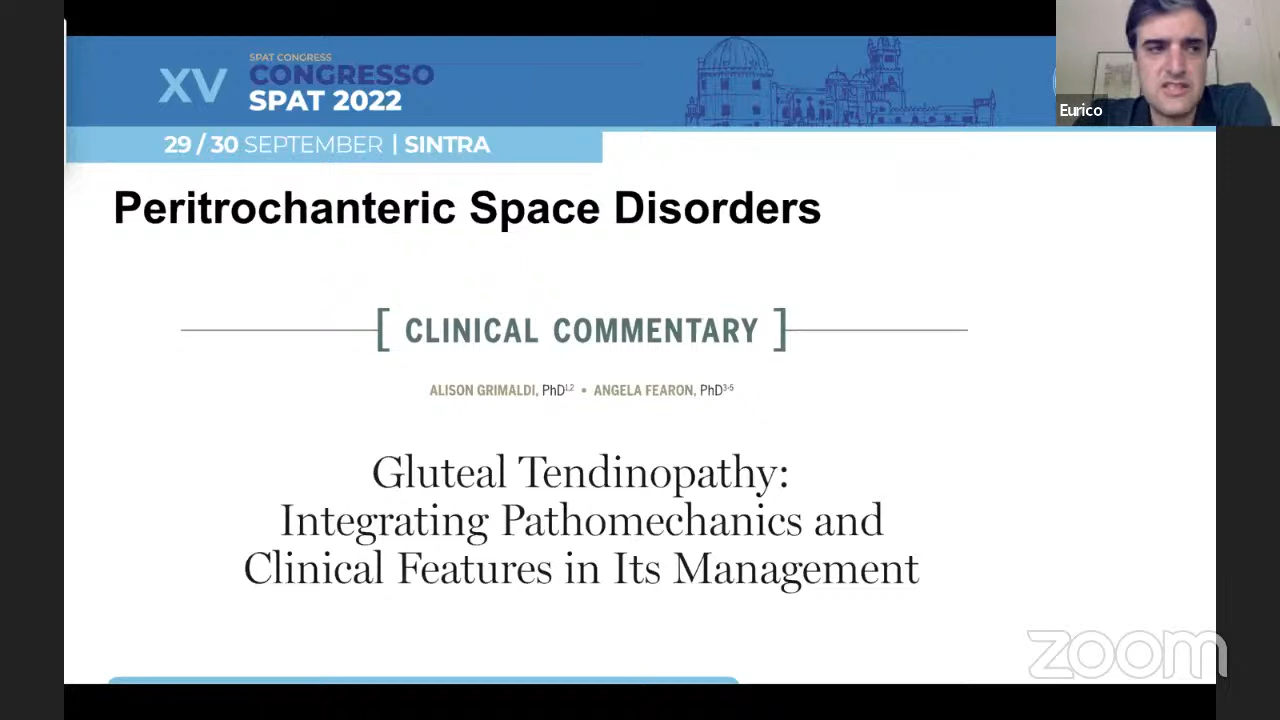 SPAT CONGRESS
XV CONGRESSO
SPAT 2022
29 / 30 SEPTEMBER | SINTRA
Eurico
Peritrochanteric Space Disorders
[ CLINICAL COMMENTARY ]
ALISON GRIMALDI, PhD1,2 • ANGELA FEARON, PhD3-5
Gluteal Tendinopathy:
Integrating Pathomechanics and
Clinical Features in Its Management
zoom